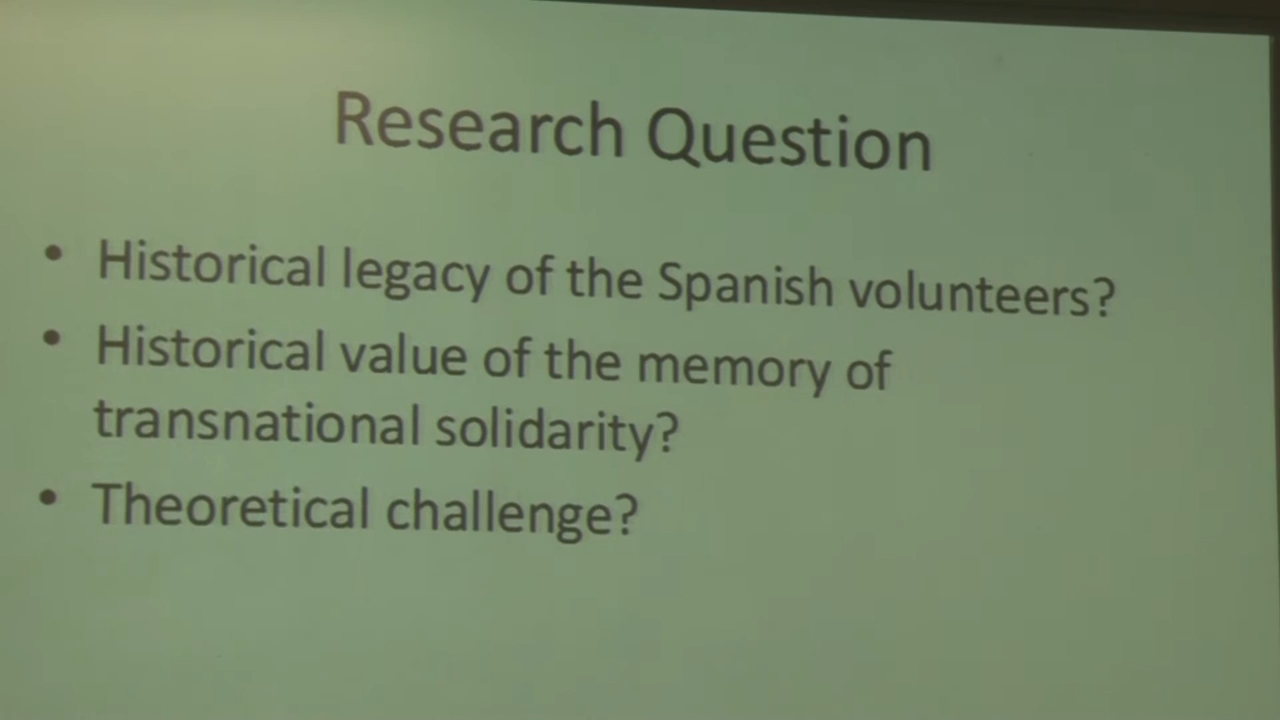 Research Question
• Historical legacy of the Spanish volunteers?
• Historical value of the memory of
transnational solidarity?
• Theoretical challenge?